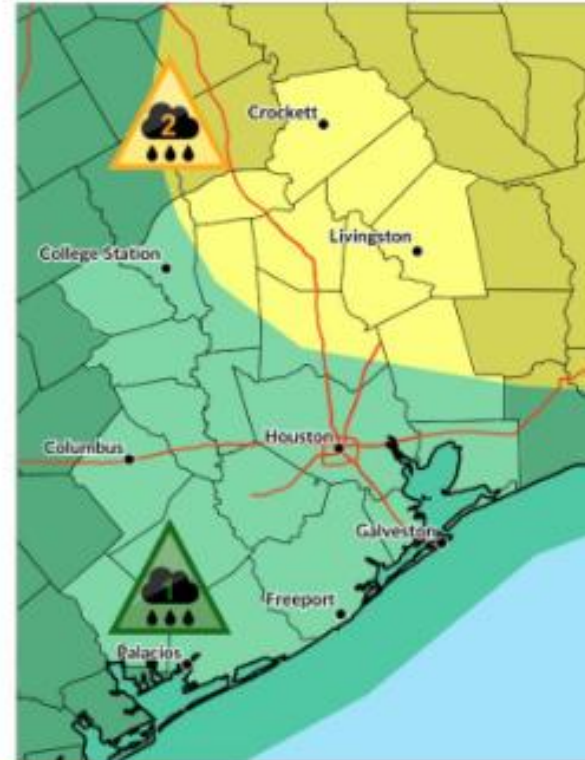 2
Crockett
Livingston
College Station
Houston
Columbus
Galveston
1
Freeport
Palacios